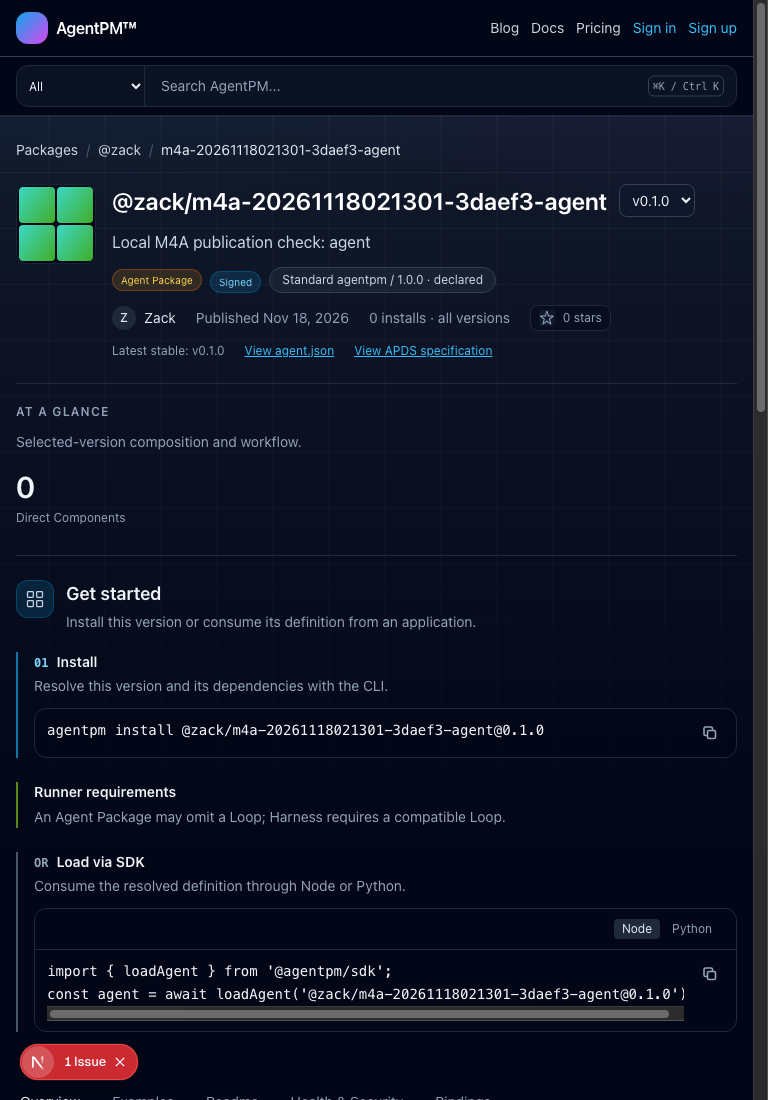 AgentPM™
Blog Docs Pricing Sign in Sign up
All Search AgentPM... ⌘K / Ctrl K
Packages / @zack / m4a-20261118021301-3daef3-agent
@zack/m4a-20261118021301-3daef3-agent v0.1.0
Local M4A publication check: agent
Agent Package Signed Standard agentpm / 1.0.0 · declared
Z Zack Published Nov 18, 2026 0 installs · all versions 0 stars
Latest stable: v0.1.0 View agent.json View APDS specification
AT A GLANCE
Selected-version composition and workflow.
0
Direct Components
Get started
Install this version or consume its definition from an application.
01 Install
Resolve this version and its dependencies with the CLI.
agentpm install @zack/m4a-20261118021301-3daef3-agent@0.1.0
Runner requirements
An Agent Package may omit a Loop; Harness requires a compatible Loop.
OR Load via SDK
Consume the resolved definition through Node or Python.
Node Python
import { loadAgent } from '@agentpm/sdk';
const agent = await loadAgent('@zack/m4a-20261118021301-3daef3-agent@0.1.0')
N 1 Issue
Overview Examples Readme Health & Security Bindings